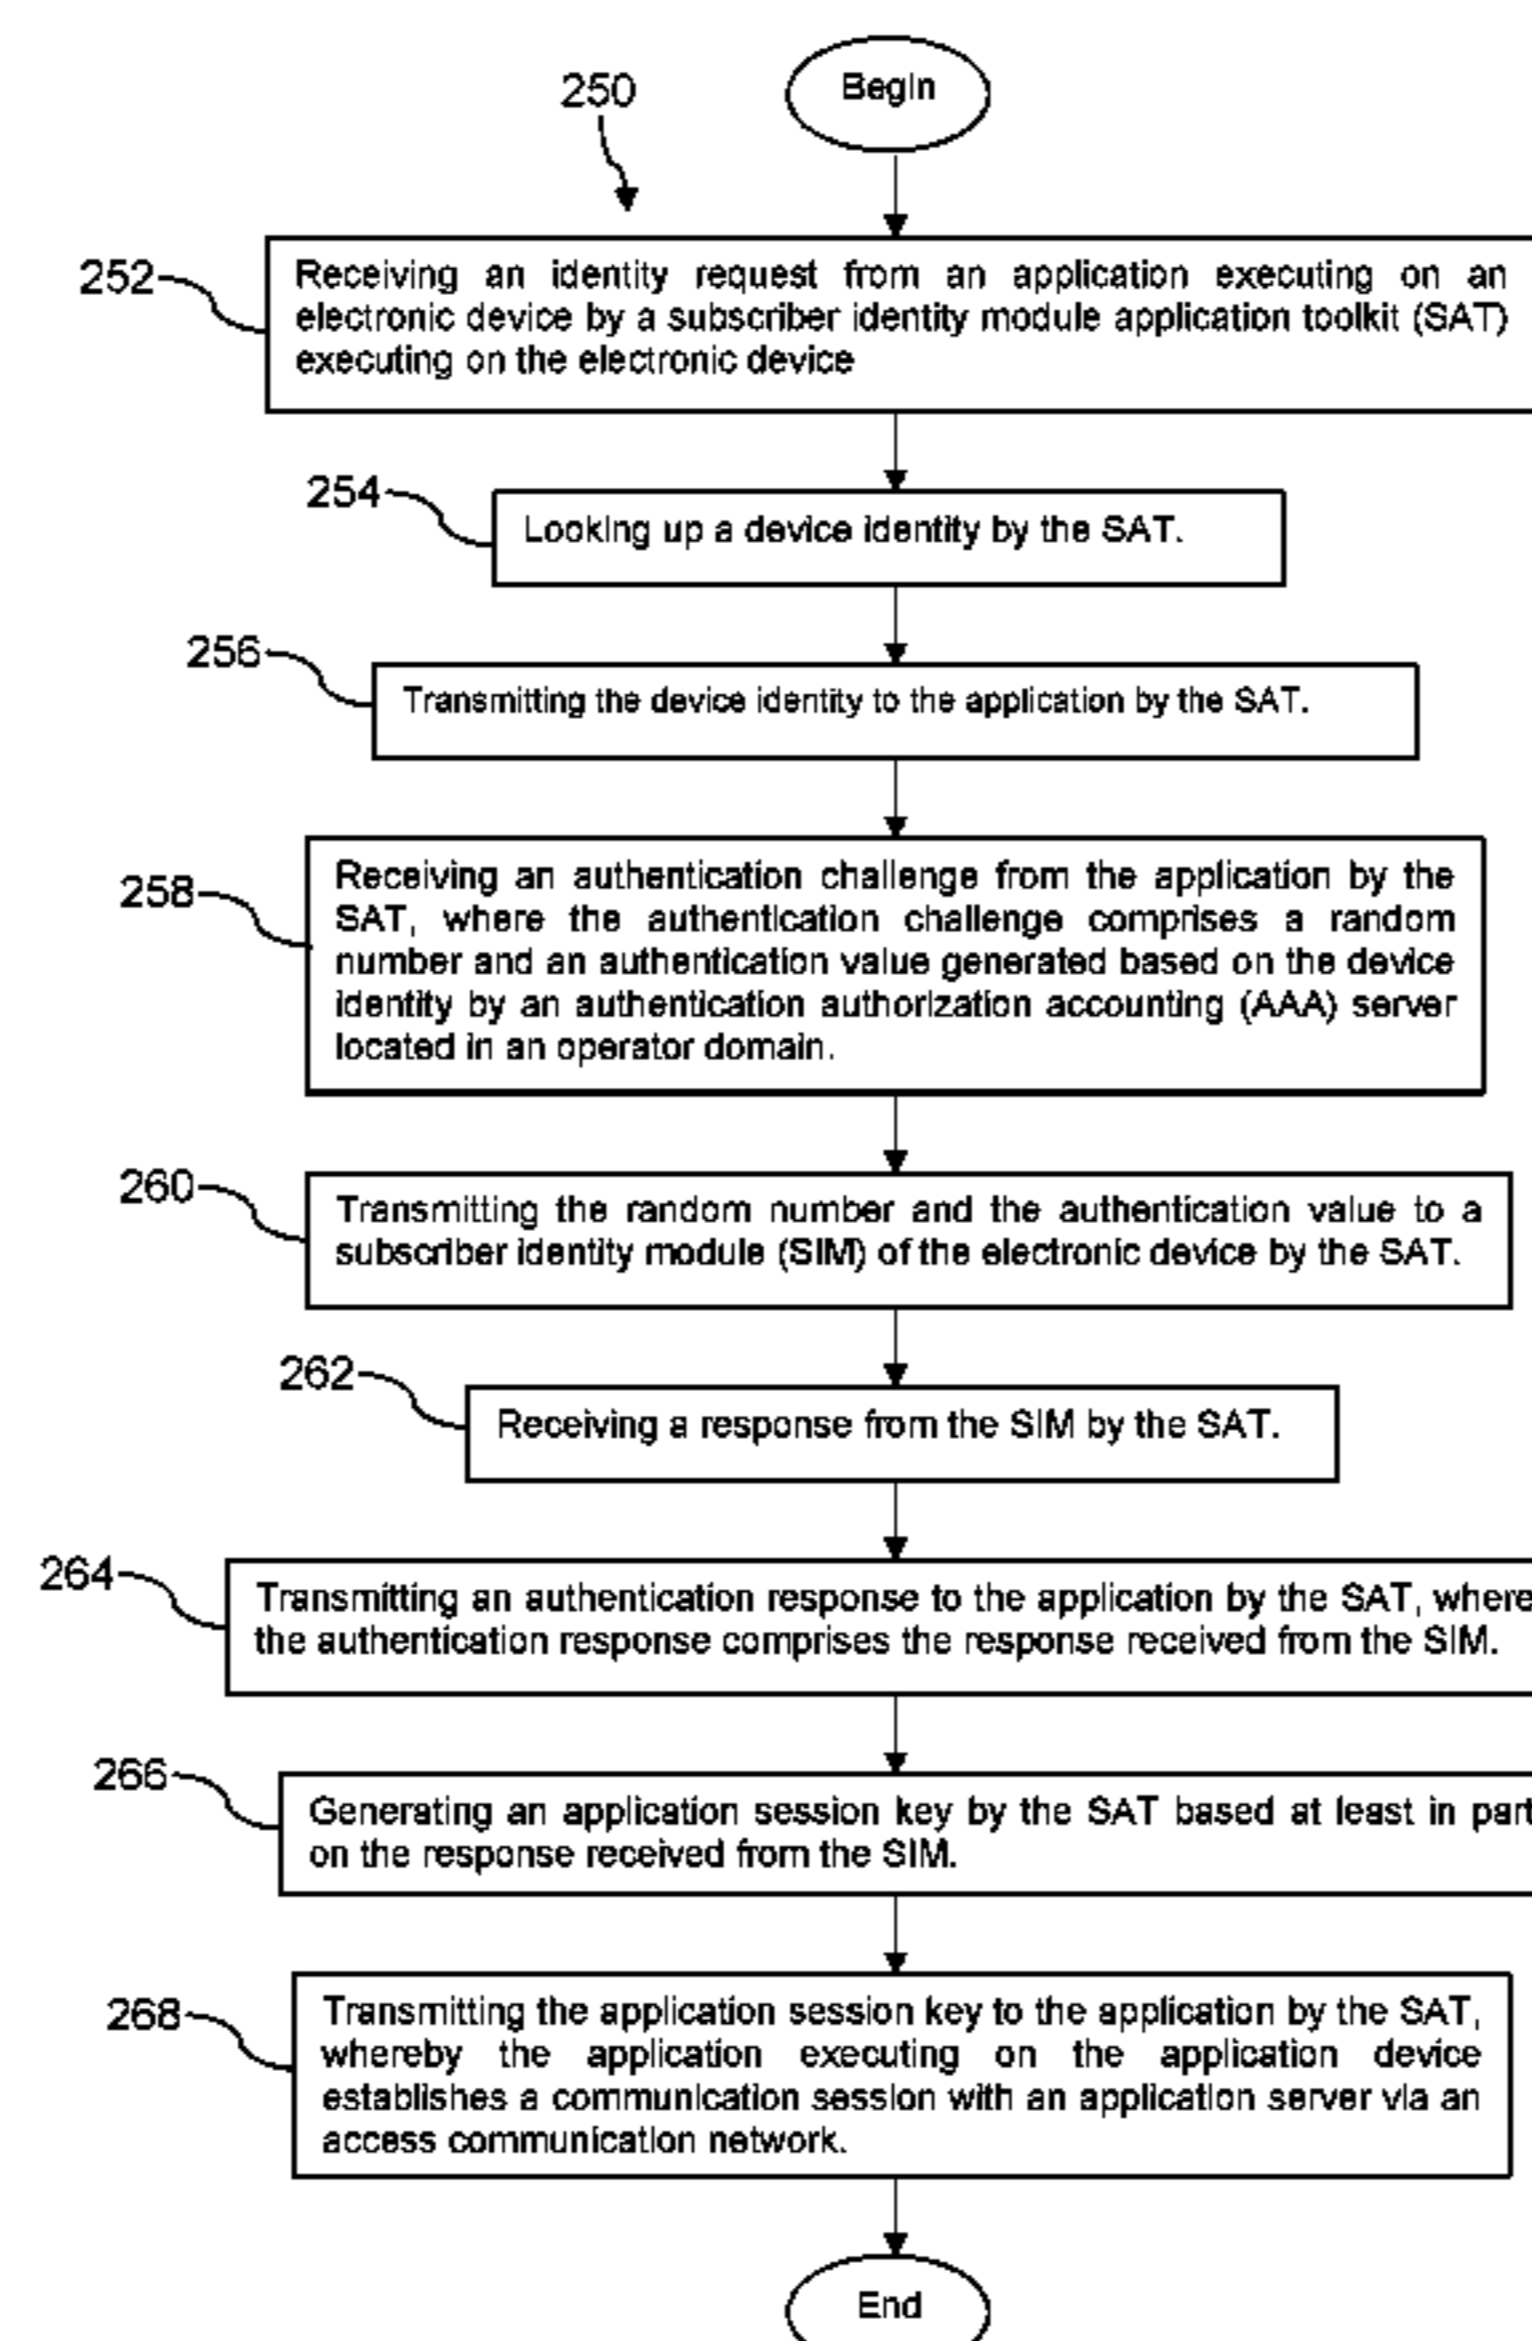 250
Begin
252
Receiving an identity request from an application executing on an
electronic device by a subscriber identity module application toolkit (SAT)
executing on the electronic device
254
Looking up a device identity by the SAT.
256
Transmitting the device identity to the application by the SAT.
258
Receiving an authentication challenge from the application by the
SAT, where the authentication challenge comprises a random
number and an authentication value generated based on the device
identity by an authentication authorization accounting (AAA) server
located in an operator domain.
260
Transmitting the random number and the authentication value to a
subscriber identity module (SIM) of the electronic device by the SAT.
262
Receiving a response from the SIM by the SAT.
264
Transmitting an authentication response to the application by the SAT, where
the authentication response comprises the response received from the SIM.
266
Generating an application session key by the SAT based at least in part
on the response received from the SIM.
268
Transmitting the application session key to the application by the SAT,
whereby the application executing on the application device
establishes a communication session with an application server via an
access communication network.
End